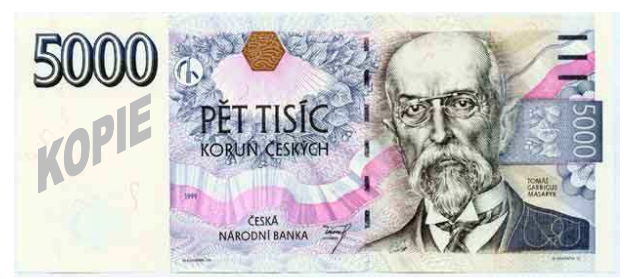 5000
KOPIE
PĚT TISÍC
KORUN ČESKÝCH
1999
ČESKÁ
NÁRODNÍ BANKA
5000
TOMÁŠ
GARRIGUE
MASARYK